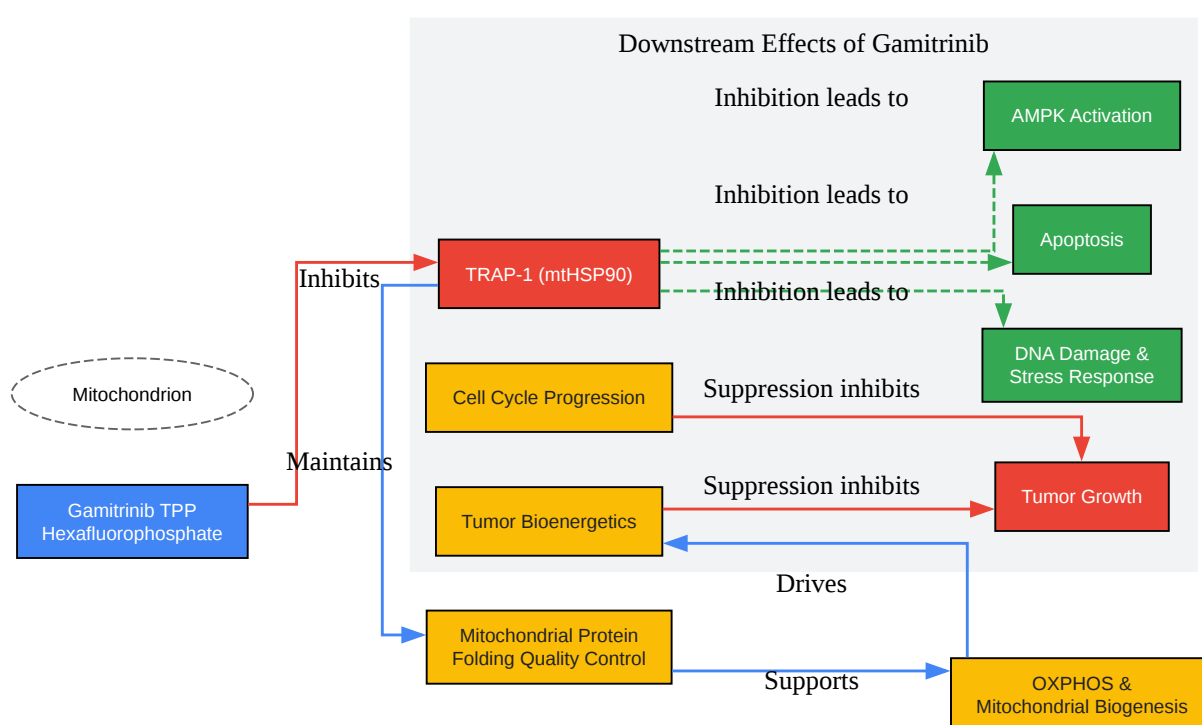 Downstream Effects of Gamitrinib
Inhibition leads to
AMPK Activation
Inhibition leads to
Apoptosis
TRAP-1 (mtHSP90)
Inhibits
Inhibition leads to
DNA Damage &
Stress Response
Mitochondrion
Cell Cycle Progression
Suppression inhibits
Maintains
Gamitrinib TPP
Hexafluorophosphate
Tumor Bioenergetics
Suppression inhibits
Tumor Growth
Drives
Mitochondrial Protein
Folding Quality Control
Supports
OXPHOS &
Mitochondrial Biogenesis